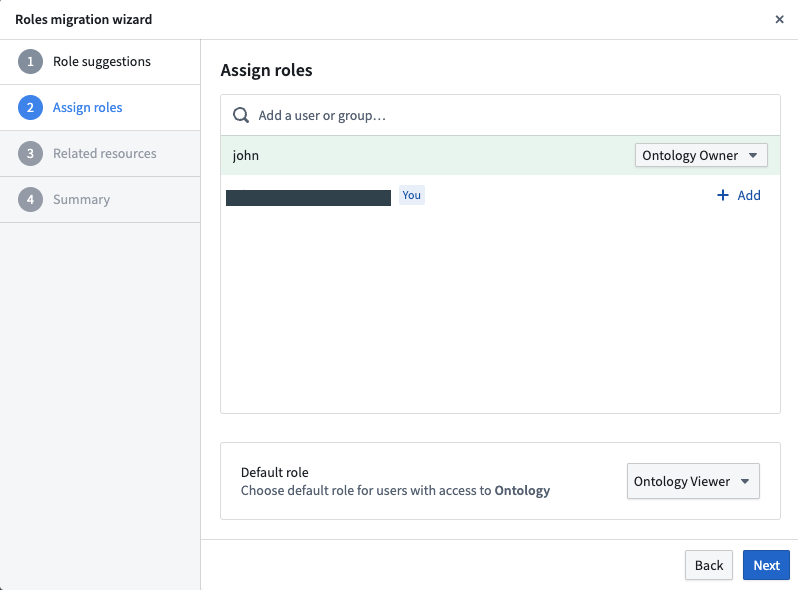 Roles migration wizard
1 Role suggestions
2 Assign roles
3 Related resources
4 Summary
Assign roles
Add a user or group…
john Ontology Owner
You Add
Default role
Choose default role for users with access to Ontology
Ontology Viewer
Back Next